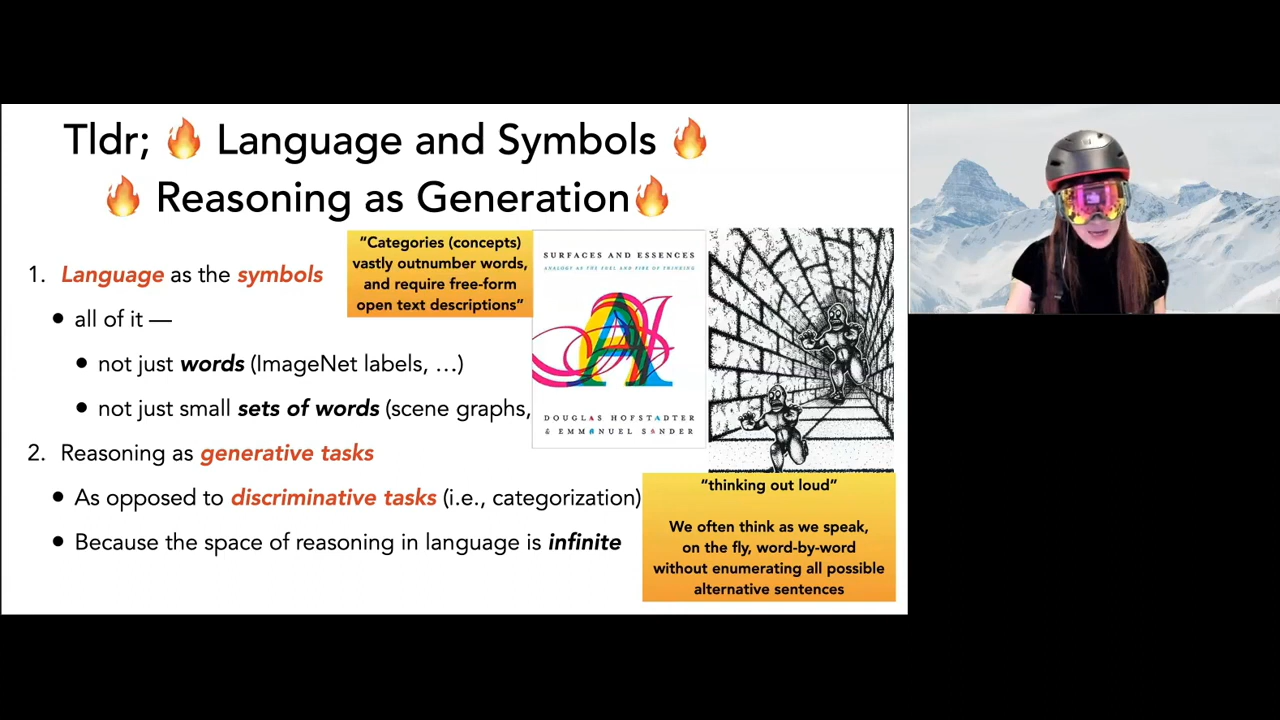 Tldr; 🔥 Language and Symbols 🔥
🔥 Reasoning as Generation🔥
1. Language as the symbols
• all of it —
• not just words (ImageNet labels, …)
• not just small sets of words (scene graphs,
2. Reasoning as generative tasks
• As opposed to discriminative tasks (i.e., categorization)
• Because the space of reasoning in language is infinite
"Categories (concepts)
vastly outnumber words,
and require free-form
open text descriptions"
SURFACES AND ESSENCES
ANALOGY AS THE FUEL AND FIRE OF THINKING
A
DOUGLAS HOFSTADTER
& EMMANUEL SANDER
"thinking out loud"
We often think as we speak,
on the fly, word-by-word
without enumerating all possible
alternative sentences